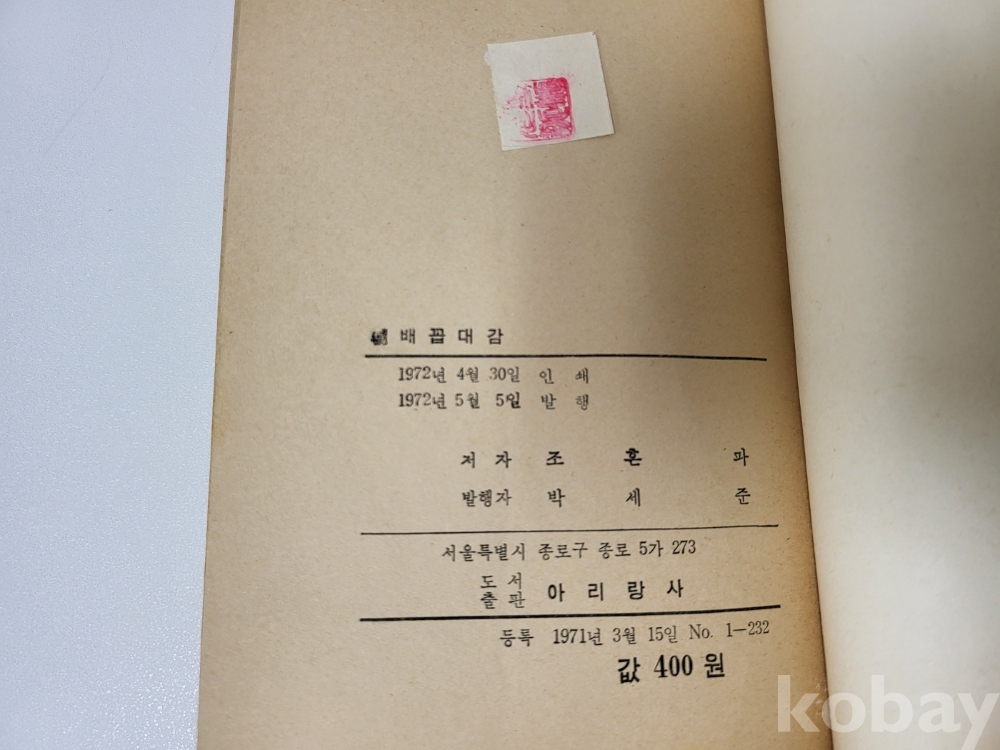 배꼽대감
1972년 4월 30일 인쇄
1972년 5월 5일 발행
저자 조흔파
발행자 박세준
서울특별시 종로구 종로 5가 273
도서
출판 아리랑사
등록 1971년 3월 15일 No. 1-232
값 400원
kobay